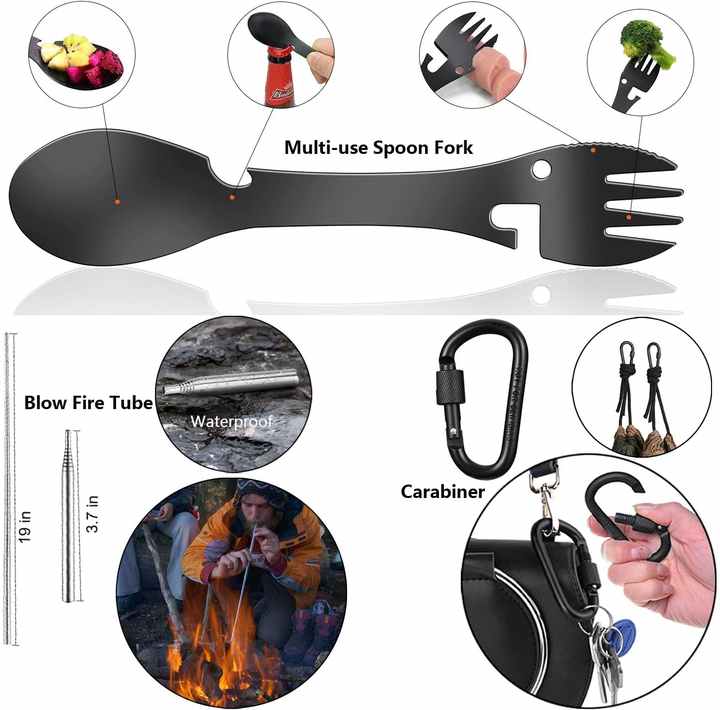 Multi-use Spoon Fork
Blow Fire Tube
Waterproof
19 in
3.7 in
Carabiner